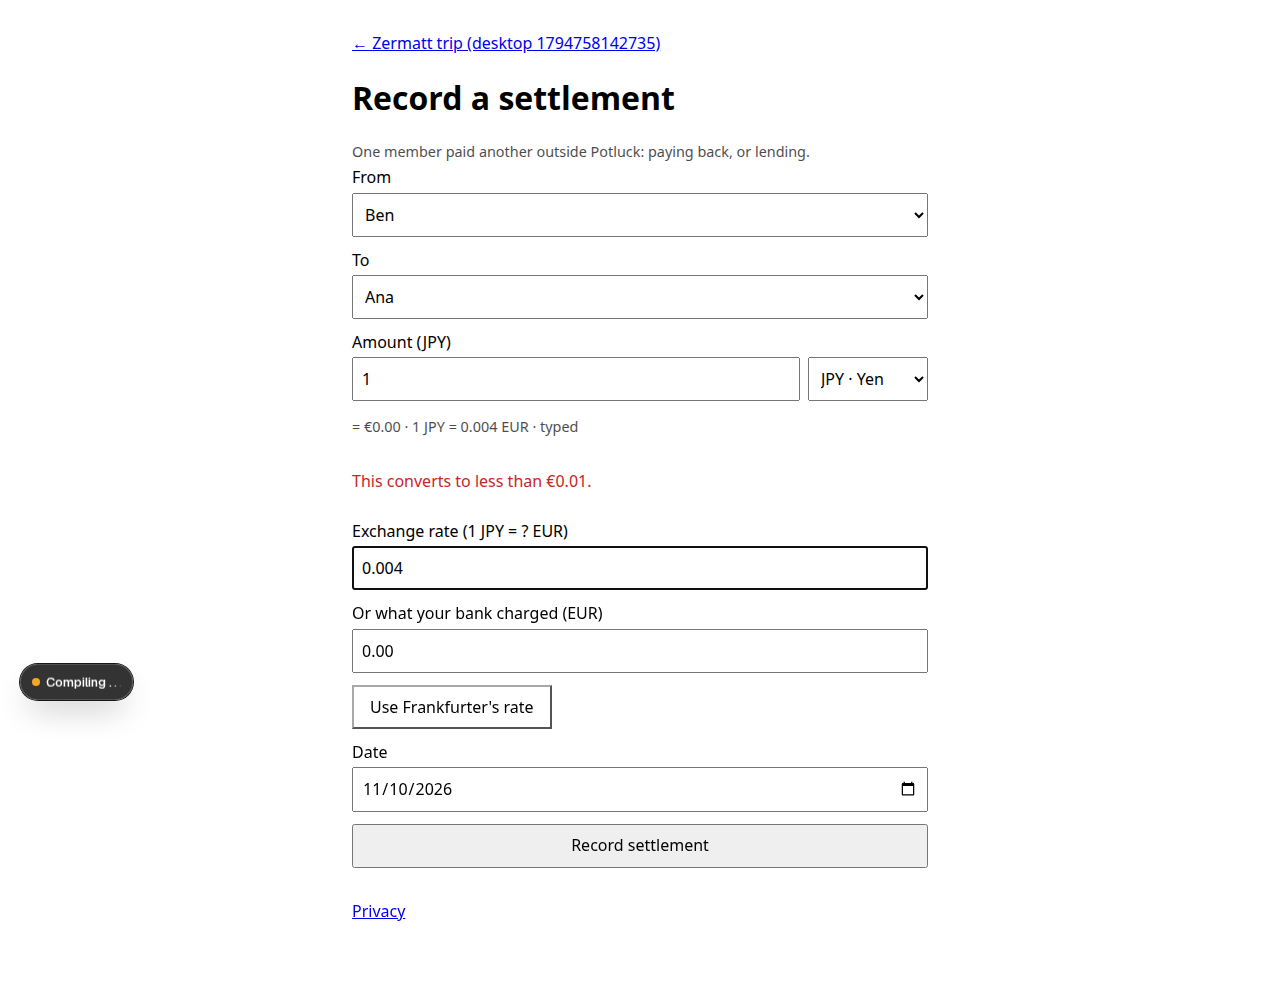 ← Zermatt trip (desktop 1794758142735)
Record a settlement
One member paid another outside Potluck: paying back, or lending.
From
Ben
To
Ana
Amount (JPY)
1
JPY · Yen
= €0.00 · 1 JPY = 0.004 EUR · typed
This converts to less than €0.01.
Exchange rate (1 JPY = ? EUR)
0.004
Or what your bank charged (EUR)
0.00
Compiling...
Use Frankfurter's rate
Date
11/10/2026
Record settlement
Privacy